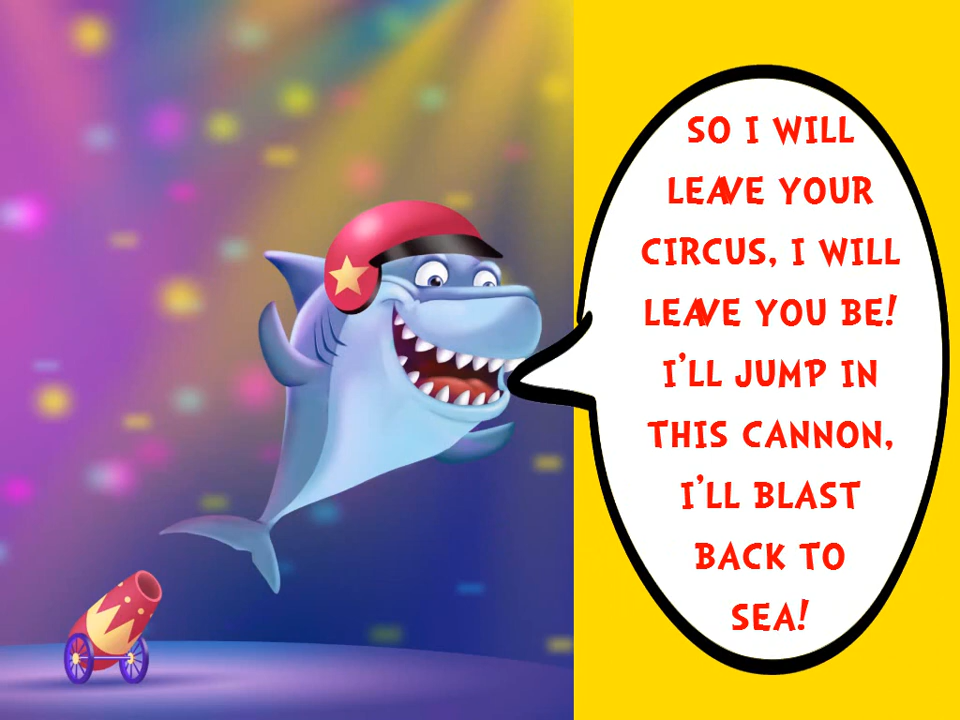 SO I WILL
LEAVE YOUR
CIRCUS, I WILL
LEAVE YOU BE!
I'LL JUMP IN
THIS CANNON,
I'LL BLAST
BACK TO
SEA!